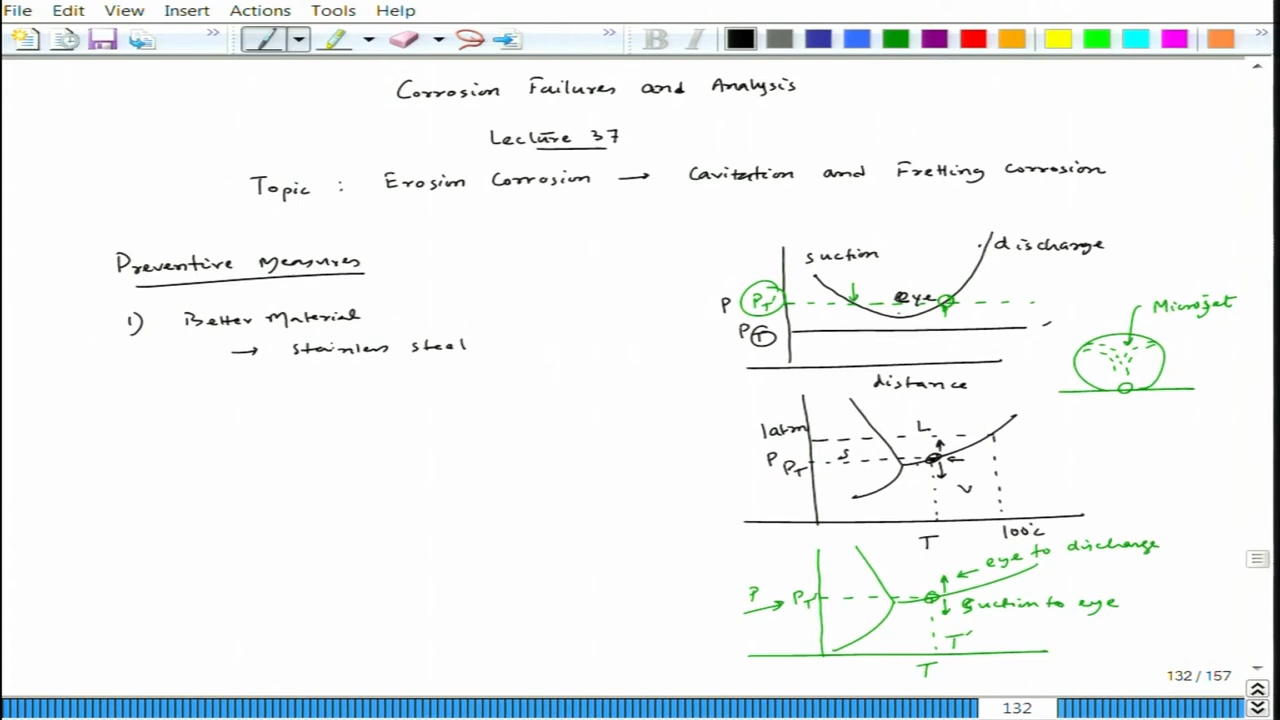 File Edit View Insert Actions Tools Help
Corrosion Failures and Analysis
Lecture 37
Topic : Erosion Corrosion → Cavitation and Fretting corrosion
Preventive Measures
1) Better Material
→ stainless steel
suction
discharge
P PT' eye
PT
distance
Microjet
1atm L
P PT S
V
T 100°C
eye to discharge
P PT'
suction to eye
T'
T
132 / 157
132